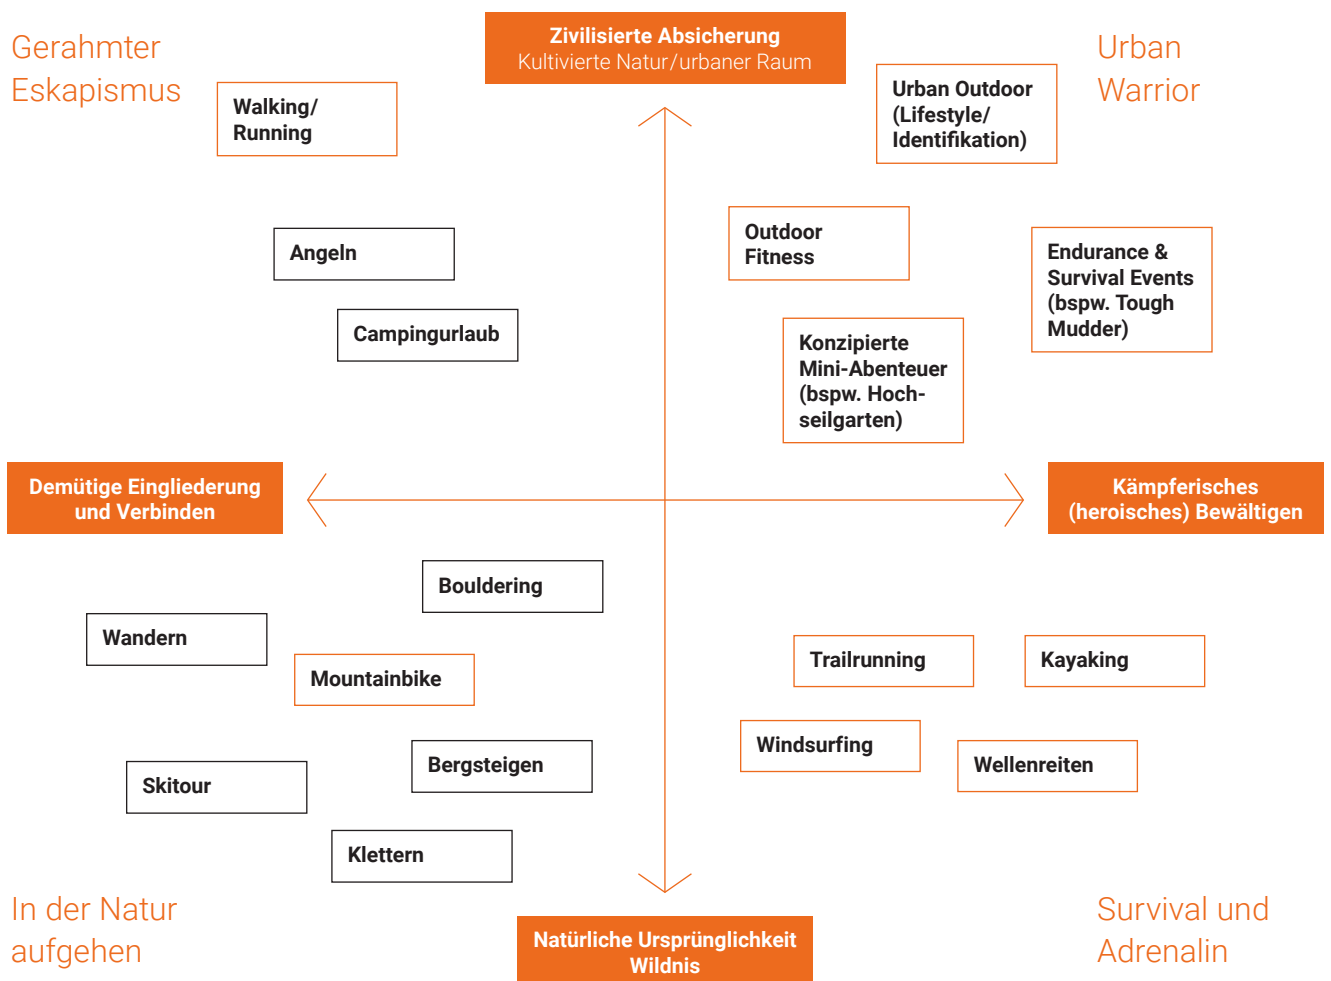 Gerahmter
Eskapismus
Zivilisierte Absicherung
Kultivierte Natur/urbaner Raum
Urban
Warrior
Walking/
Running
Urban Outdoor
(Lifestyle/
Identifikation)
Angeln
Outdoor
Fitness
Endurance &
Survival Events
(bspw. Tough
Mudder)
Campingurlaub
Konzipierte
Mini-Abenteuer
(bspw. Hoch-
seilgarten)
Demütige Eingliederung
und Verbinden
Kämpferisches
(heroisches) Bewältigen
Bouldering
Wandern
Mountainbike
Trailrunning
Kayaking
Skitour
Bergsteigen
Windsurfing
Wellenreiten
Klettern
In der Natur
aufgehen
Natürliche Ursprünglichkeit
Wildnis
Survival und
Adrenalin